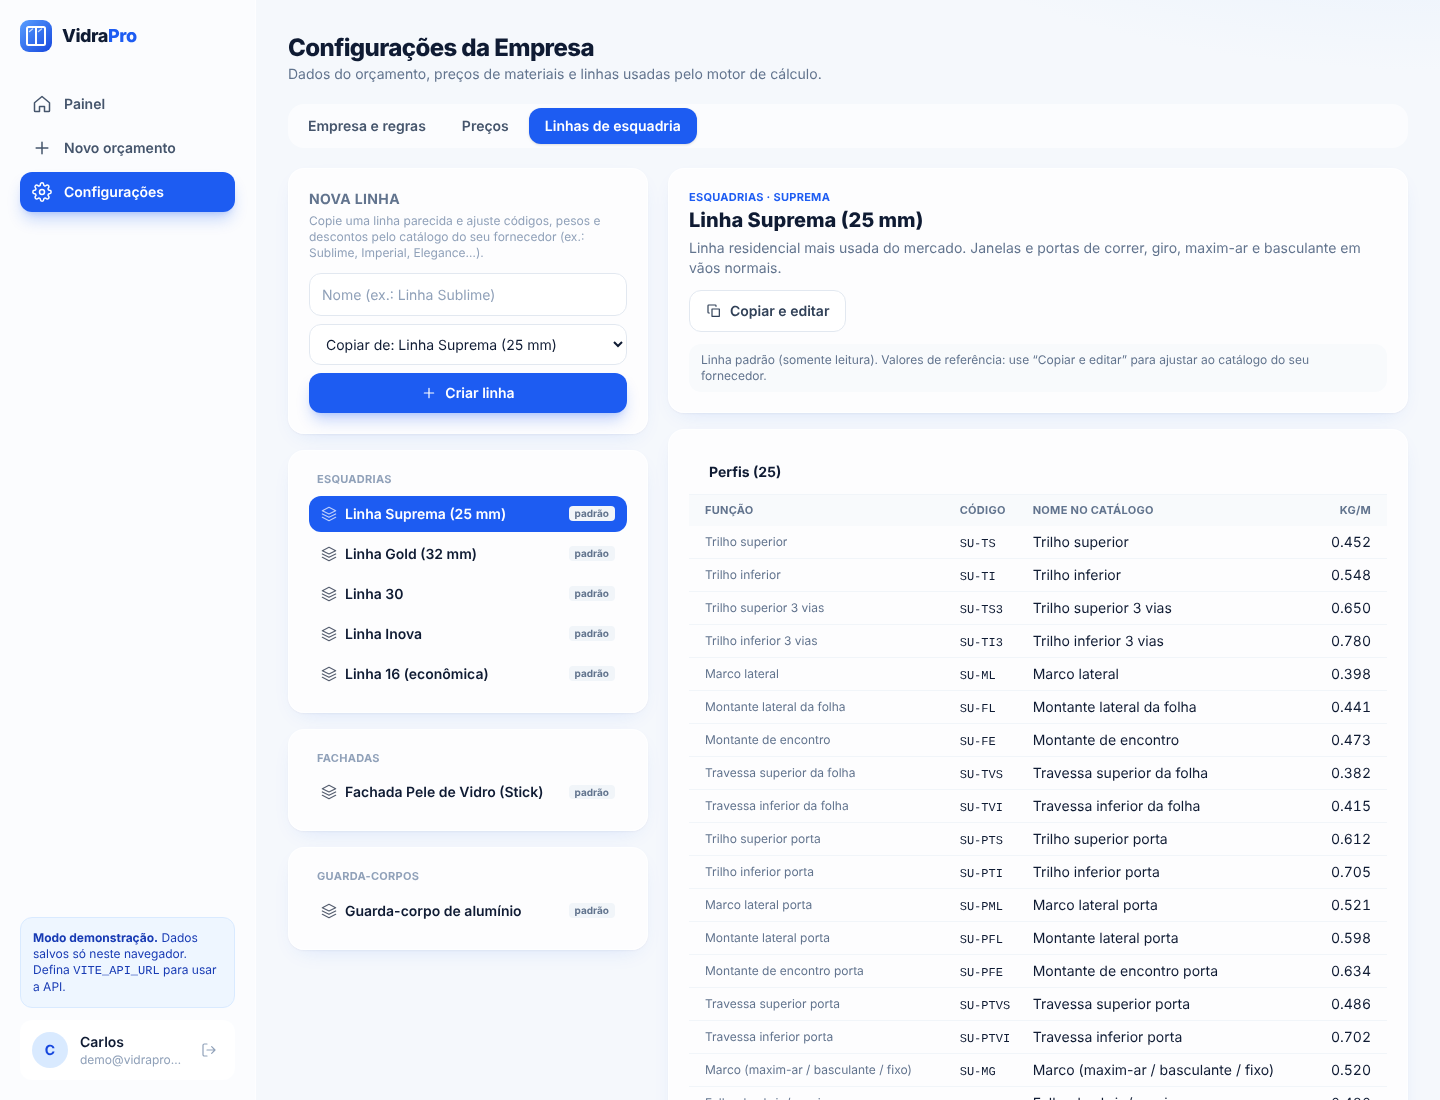 VidraPro
Painel
Novo orçamento
Configurações
Modo demonstração. Dados
salvos só neste navegador.
Defina VITE_API_URL para usar
a API.
C
Carlos
demo@vidrapro...
Configurações da Empresa
Dados do orçamento, preços de materiais e linhas usadas pelo motor de cálculo.
Empresa e regras
Preços
Linhas de esquadria
NOVA LINHA
Copie uma linha parecida e ajuste códigos, pesos e
descontos pelo catálogo do seu fornecedor (ex.:
Sublime, Imperial, Elegance...).
Nome (ex.: Linha Sublime)
Copiar de: Linha Suprema (25 mm)
Criar linha
ESQUADRIAS
Linha Suprema (25 mm) padrão
Linha Gold (32 mm) padrão
Linha 30 padrão
Linha Inova padrão
Linha 16 (econômica) padrão
FACHADAS
Fachada Pele de Vidro (Stick) padrão
GUARDA-CORPOS
Guarda-corpo de alumínio padrão
ESQUADRIAS · SUPREMA
Linha Suprema (25 mm)
Linha residencial mais usada do mercado. Janelas e portas de correr, giro, maxim-ar e basculante em
vãos normais.
Copiar e editar
Linha padrão (somente leitura). Valores de referência: use “Copiar e editar” para ajustar ao catálogo do seu
fornecedor.
Perfis (25)
FUNÇÃO CÓDIGO NOME NO CATÁLOGO KG/M
Trilho superior SU-TS Trilho superior 0.452
Trilho inferior SU-TI Trilho inferior 0.548
Trilho superior 3 vias SU-TS3 Trilho superior 3 vias 0.650
Trilho inferior 3 vias SU-TI3 Trilho inferior 3 vias 0.780
Marco lateral SU-ML Marco lateral 0.398
Montante lateral da folha SU-FL Montante lateral da folha 0.441
Montante de encontro SU-FE Montante de encontro 0.473
Travessa superior da folha SU-TVS Travessa superior da folha 0.382
Travessa inferior da folha SU-TVI Travessa inferior da folha 0.415
Trilho superior porta SU-PTS Trilho superior porta 0.612
Trilho inferior porta SU-PTI Trilho inferior porta 0.705
Marco lateral porta SU-PML Marco lateral porta 0.521
Montante lateral porta SU-PFL Montante lateral porta 0.598
Montante de encontro porta SU-PFE Montante de encontro porta 0.634
Travessa superior porta SU-PTVS Travessa superior porta 0.486
Travessa inferior porta SU-PTVI Travessa inferior porta 0.702
Marco (maxim-ar / basculante / fixo) SU-MG Marco (maxim-ar / basculante / fixo) 0.520